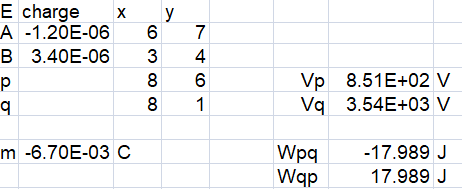 E charge x y
A -1.20E-06 6 7
B 3.40E-06 3 4
p 8 6 Vp 8.51E+02 V
q 8 1 Vq 3.54E+03 V
m -6.70E-03 C Wpq -17.989 J
Wqp 17.989 J